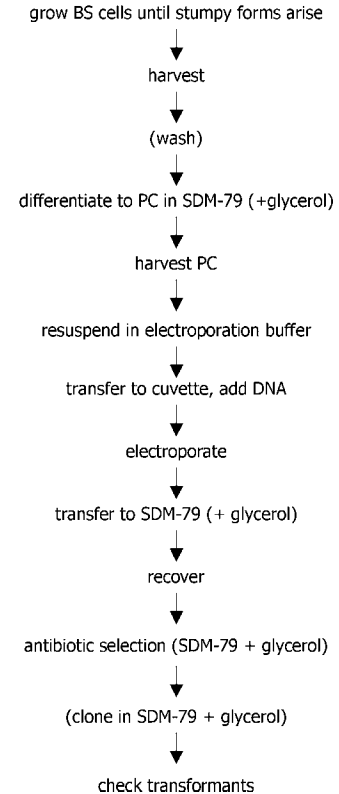 grow BS cells until stumpy forms arise
harvest
(wash)
differentiate to PC in SDM-79 (+glycerol)
harvest PC
resuspend in electroporation buffer
transfer to cuvette, add DNA
electroporate
transfer to SDM-79 (+ glycerol)
recover
antibiotic selection (SDM-79 + glycerol)
(clone in SDM-79 + glycerol)
check transformants